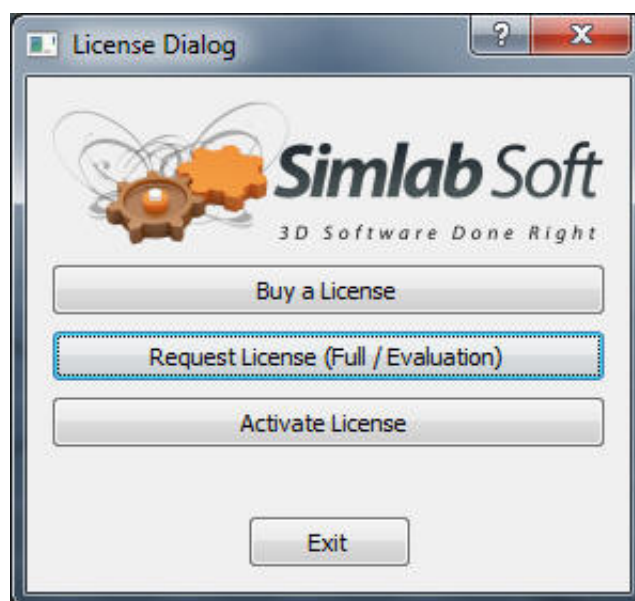 License Dialog
?
X
Simlab Soft
3D Software Done Right
Buy a License
Request License (Full / Evaluation)
Activate License
Exit